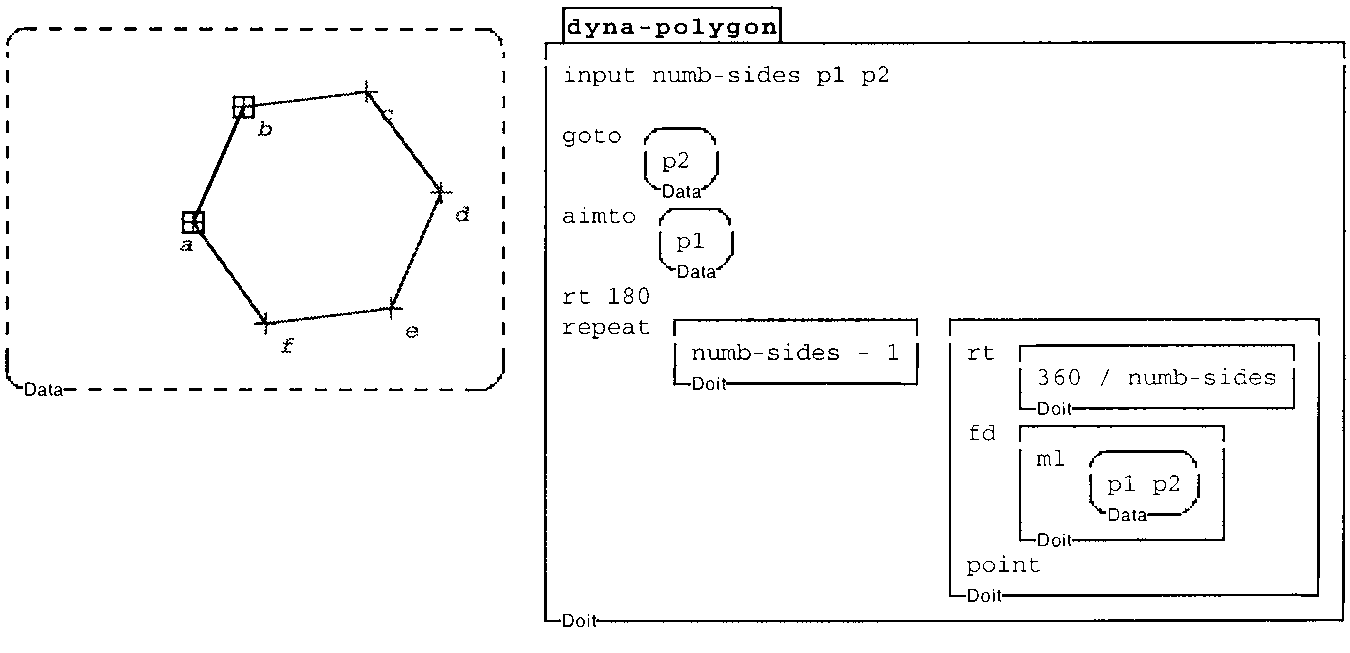 b
c
a
d
f
e
Data
dyna-polygon
input numb-sides p1 p2
goto
p2
Data
aimto
p1
Data
rt 180
repeat
numb-sides - 1
Doit
rt
360 / numb-sides
Doit
fd
ml
p1 p2
Data
Doit
point
Doit
Doit